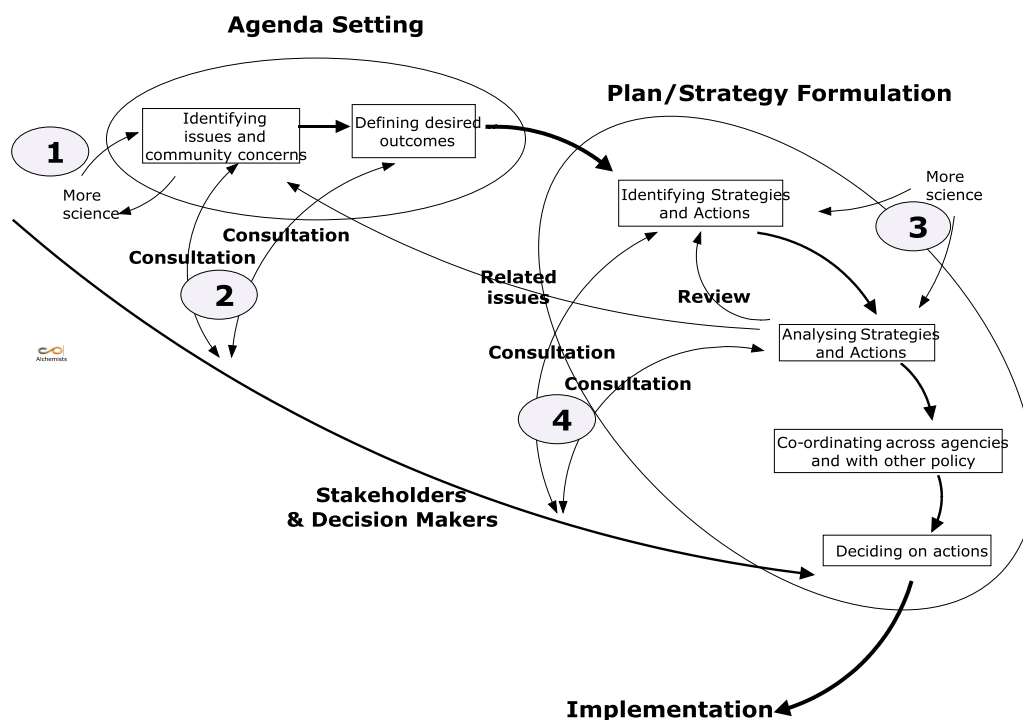 Agenda Setting
Plan/Strategy Formulation
Identifying
issues and
community concerns
Defining desired
outcomes
1
More
science
Identifying Strategies
and Actions
More
science
3
Consultation
Consultation
2
Related
issues
Review
Analysing Strategies
and Actions
Alchemists
Consultation
Consultation
4
Co-ordinating across agencies
and with other policy
Stakeholders
& Decision Makers
Deciding on actions
Implementation